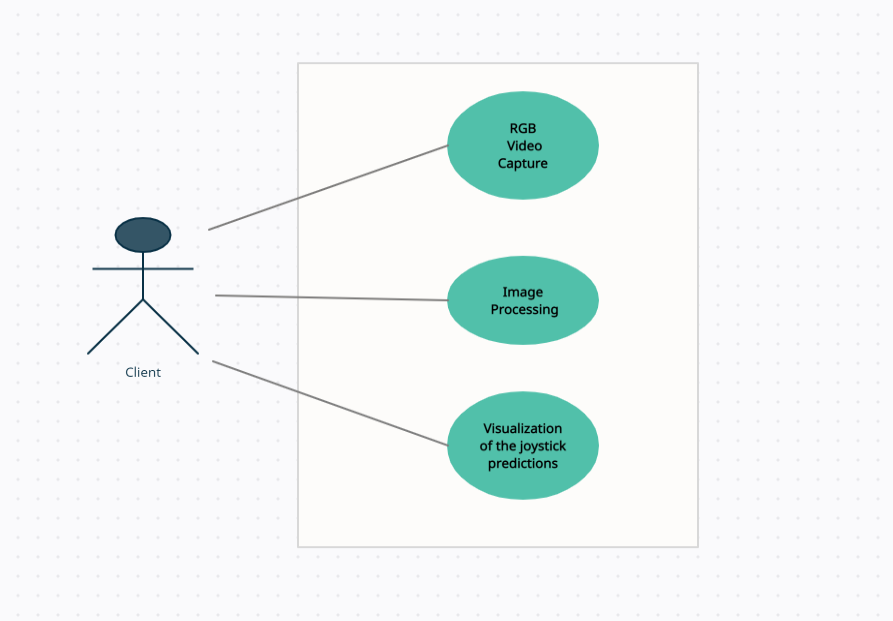 RGB
Video
Capture
Image
Processing
Client
Visualization
of the joystick
predictions